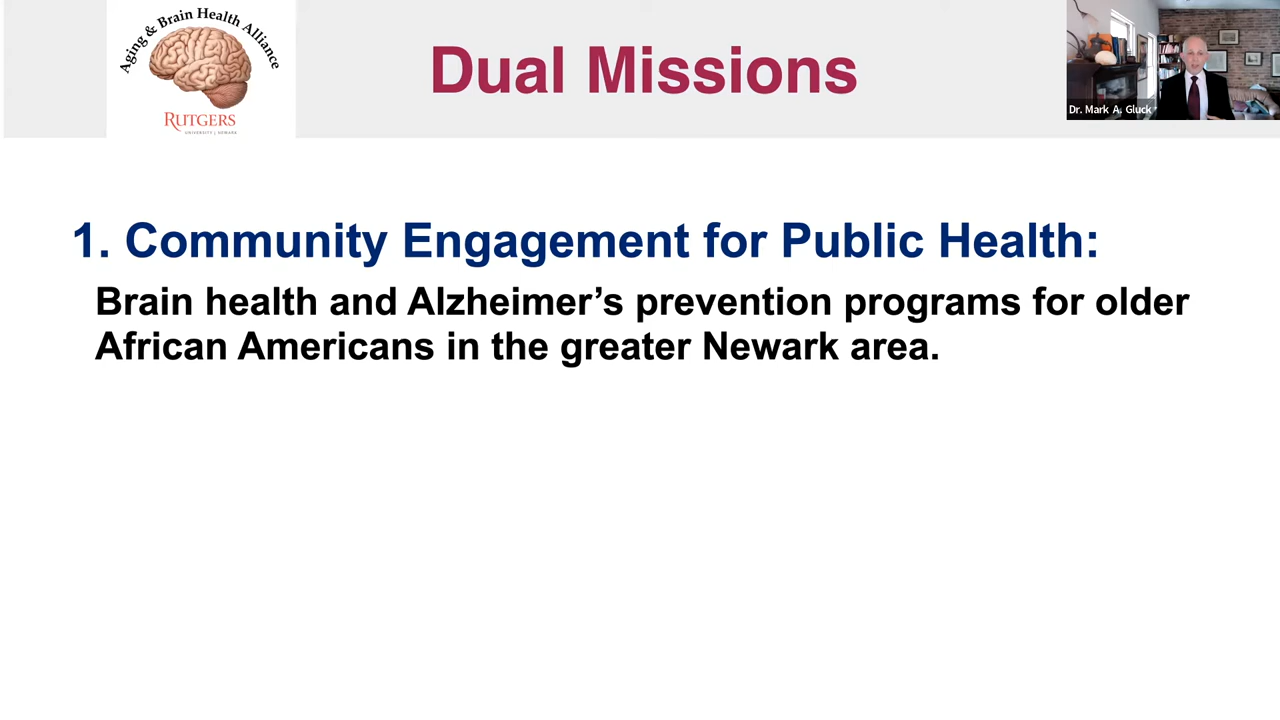 Aging & Brain Health Alliance
RUTGERS
UNIVERSITY | NEWARK
Dual Missions
Dr. Mark A. Gluck
1. Community Engagement for Public Health:
Brain health and Alzheimer’s prevention programs for older
African Americans in the greater Newark area.